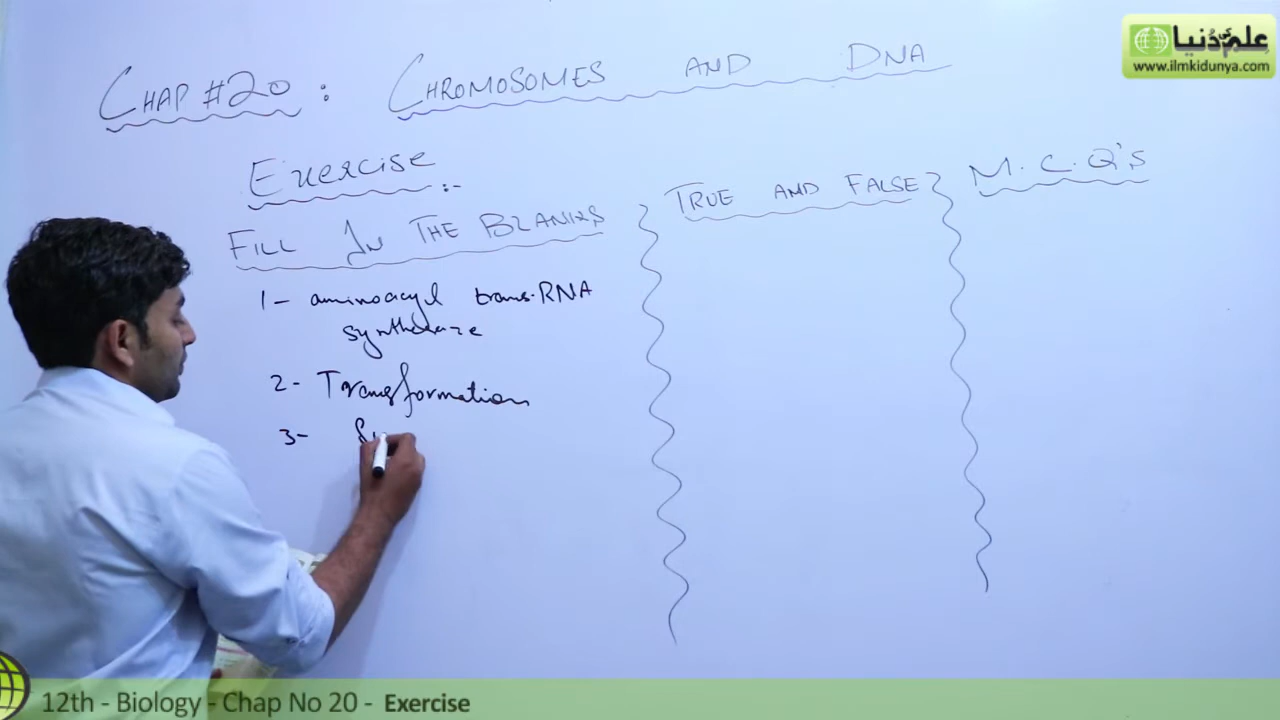 علم کی دنیا
www.ilmkidunya.com
CHAP #20 : CHROMOSOMES AND DNA
Exercise :-
FILL IN THE BLANKS
TRUE AND FALSE
M.C.Q's
1- aminoacyl trans.RNA
synthetase
2- Transformation
3-
12th - Biology - Chap No 20 - Exercise